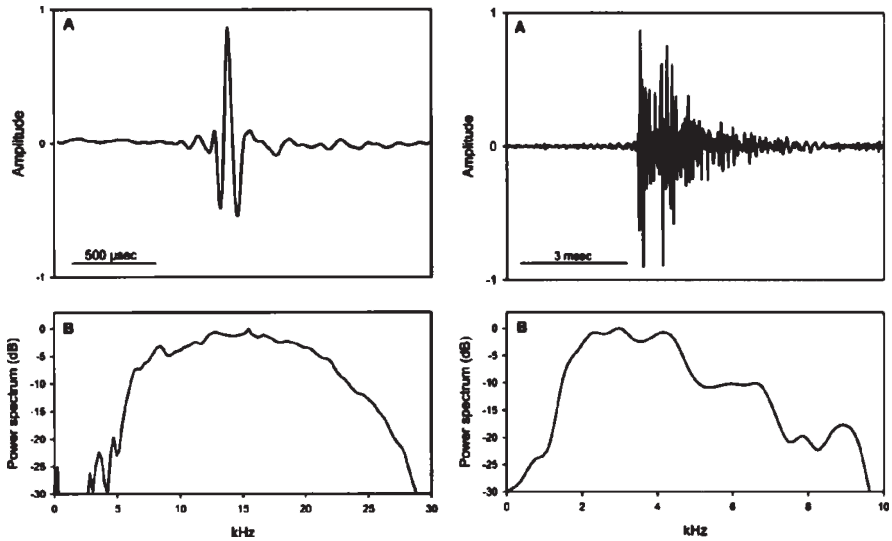 A
1
0
-1
Amplitude
500 µsec
B
0
-5
-10
-15
-20
-25
-30
Power spectrum (dB)
0 5 10 15 20 25 30
kHz
A
1
0
-1
Amplitude
3 msec
B
0
-5
-10
-15
-20
-25
-30
Power spectrum (dB)
0 2 4 6 8 10
kHz